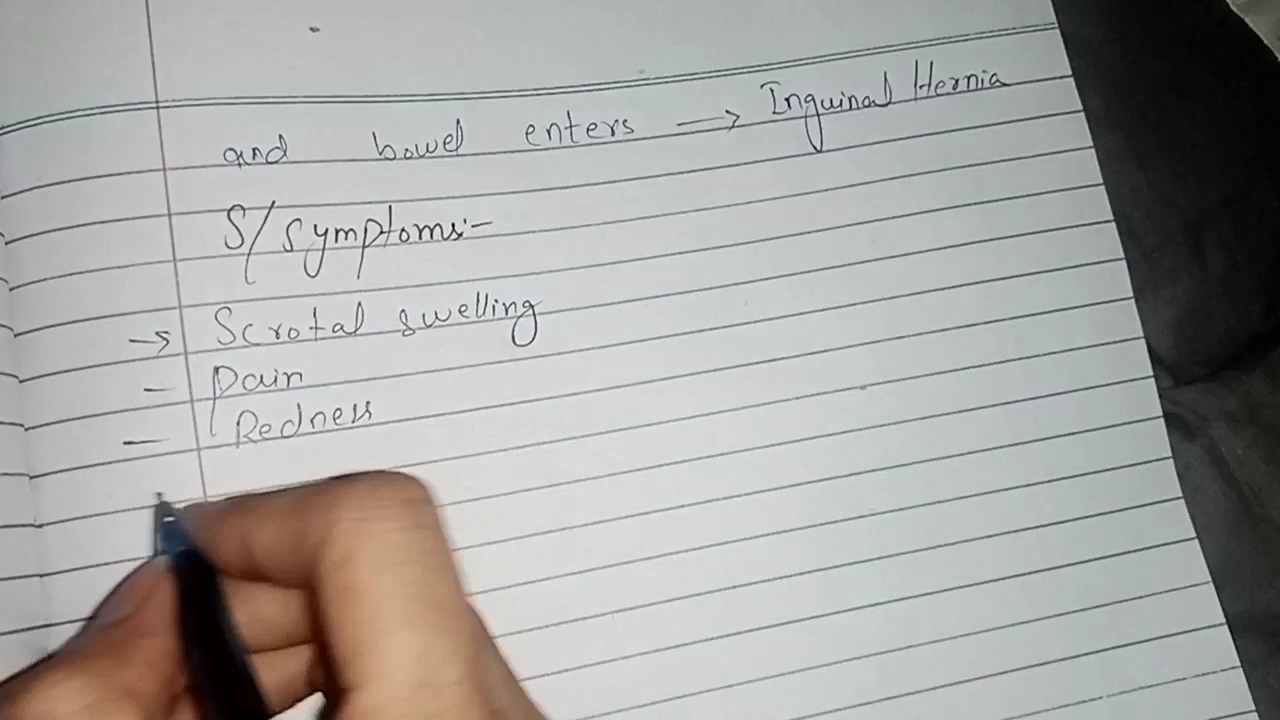 and bowel enters → Inguinal Hernia
S/Symptoms:-
→ Scrotal swelling
- Pain
- Redness